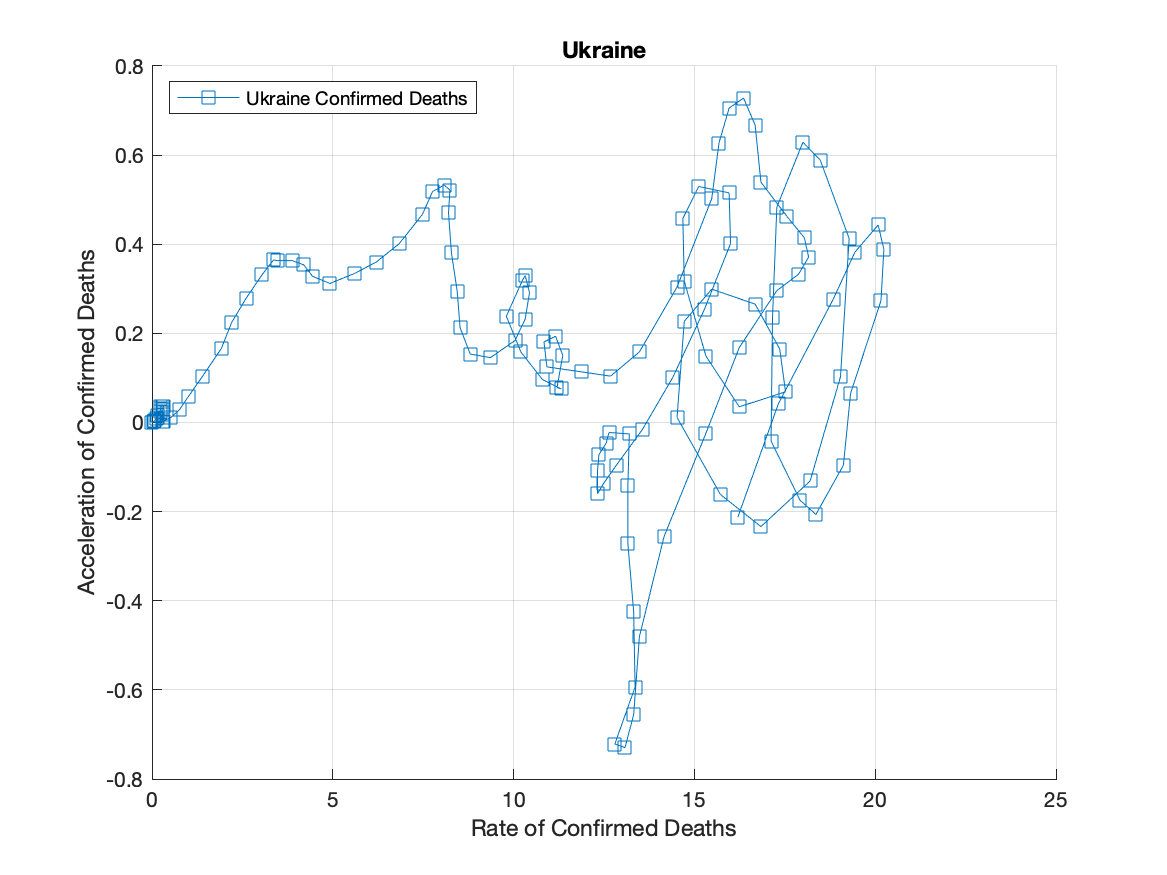 Ukraine
Ukraine Confirmed Deaths
0.8
0.6
0.4
0.2
0
-0.2
-0.4
-0.6
-0.8
Acceleration of Confirmed Deaths
0 5 10 15 20 25
Rate of Confirmed Deaths